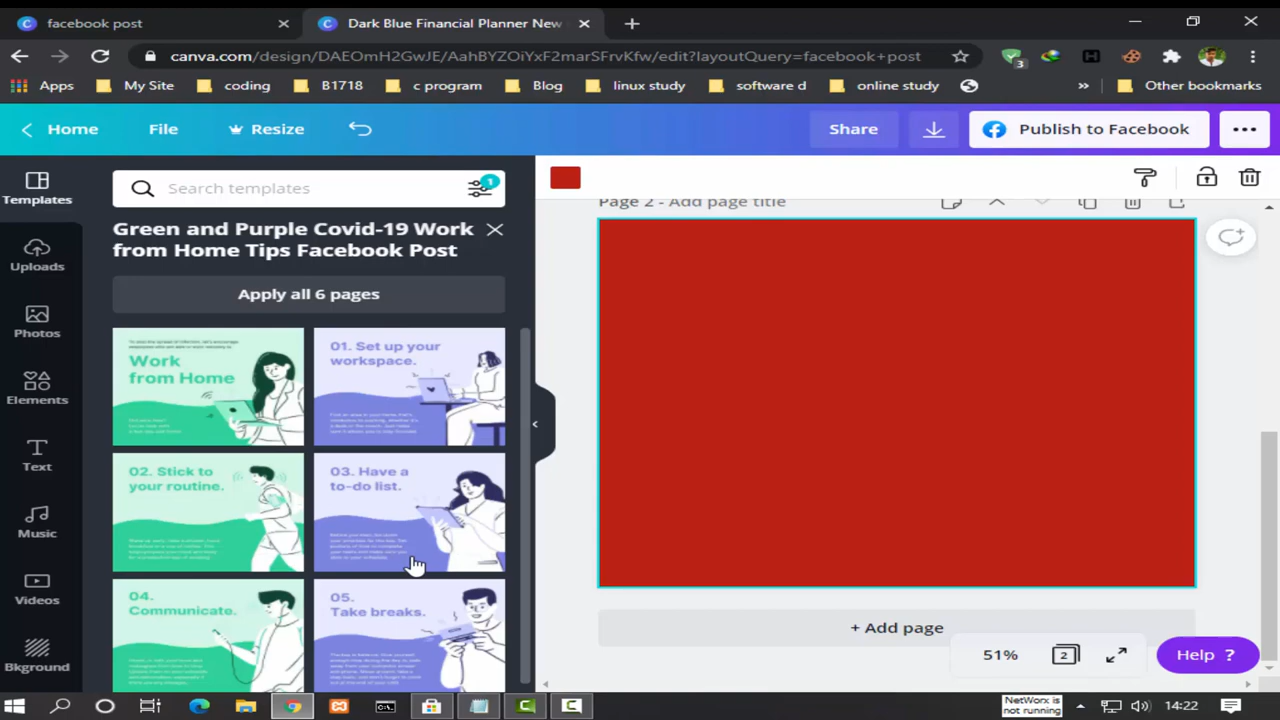 facebook post
Dark Blue Financial Planner New
canva.com/design/DAEOmH2GwJE/AahBYZOiYxF2marSFrvKfw/edit?layoutQuery=facebook+post
3
Apps My Site coding B1718 c program Blog linux study software d online study » Other bookmarks
Home File Resize Share Publish to Facebook
Templates
Uploads
Photos
Elements
Text
Music
Videos
Bkground
Search templates 1
Green and Purple Covid-19 Work
from Home Tips Facebook Post
Apply all 6 pages
Work
from Home
01. Set up your
workspace.
02. Stick to
your routine.
03. Have a
to-do list.
04.
Communicate.
05.
Take breaks.
Page 2 - Add page title
+ Add page
51% 2 Help ?
NetWorx is
not running
14:22